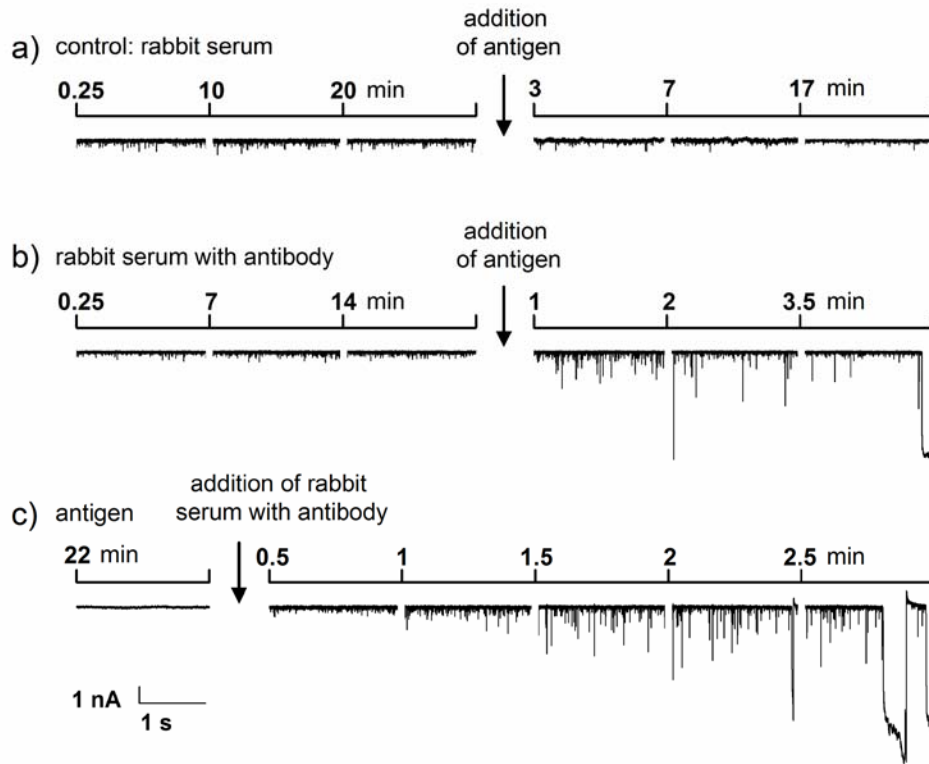 addition
of antigen
a) control: rabbit serum
0.25 10 20 min 3 7 17
addition
of antigen
b) rabbit serum with antibody
0.25 7 14 min 1 2 3.5 min
addition of rabbit
serum with antibody
c) antigen
22 min 0.5 1 1.5 2 2.5 min
1 nA
1 s